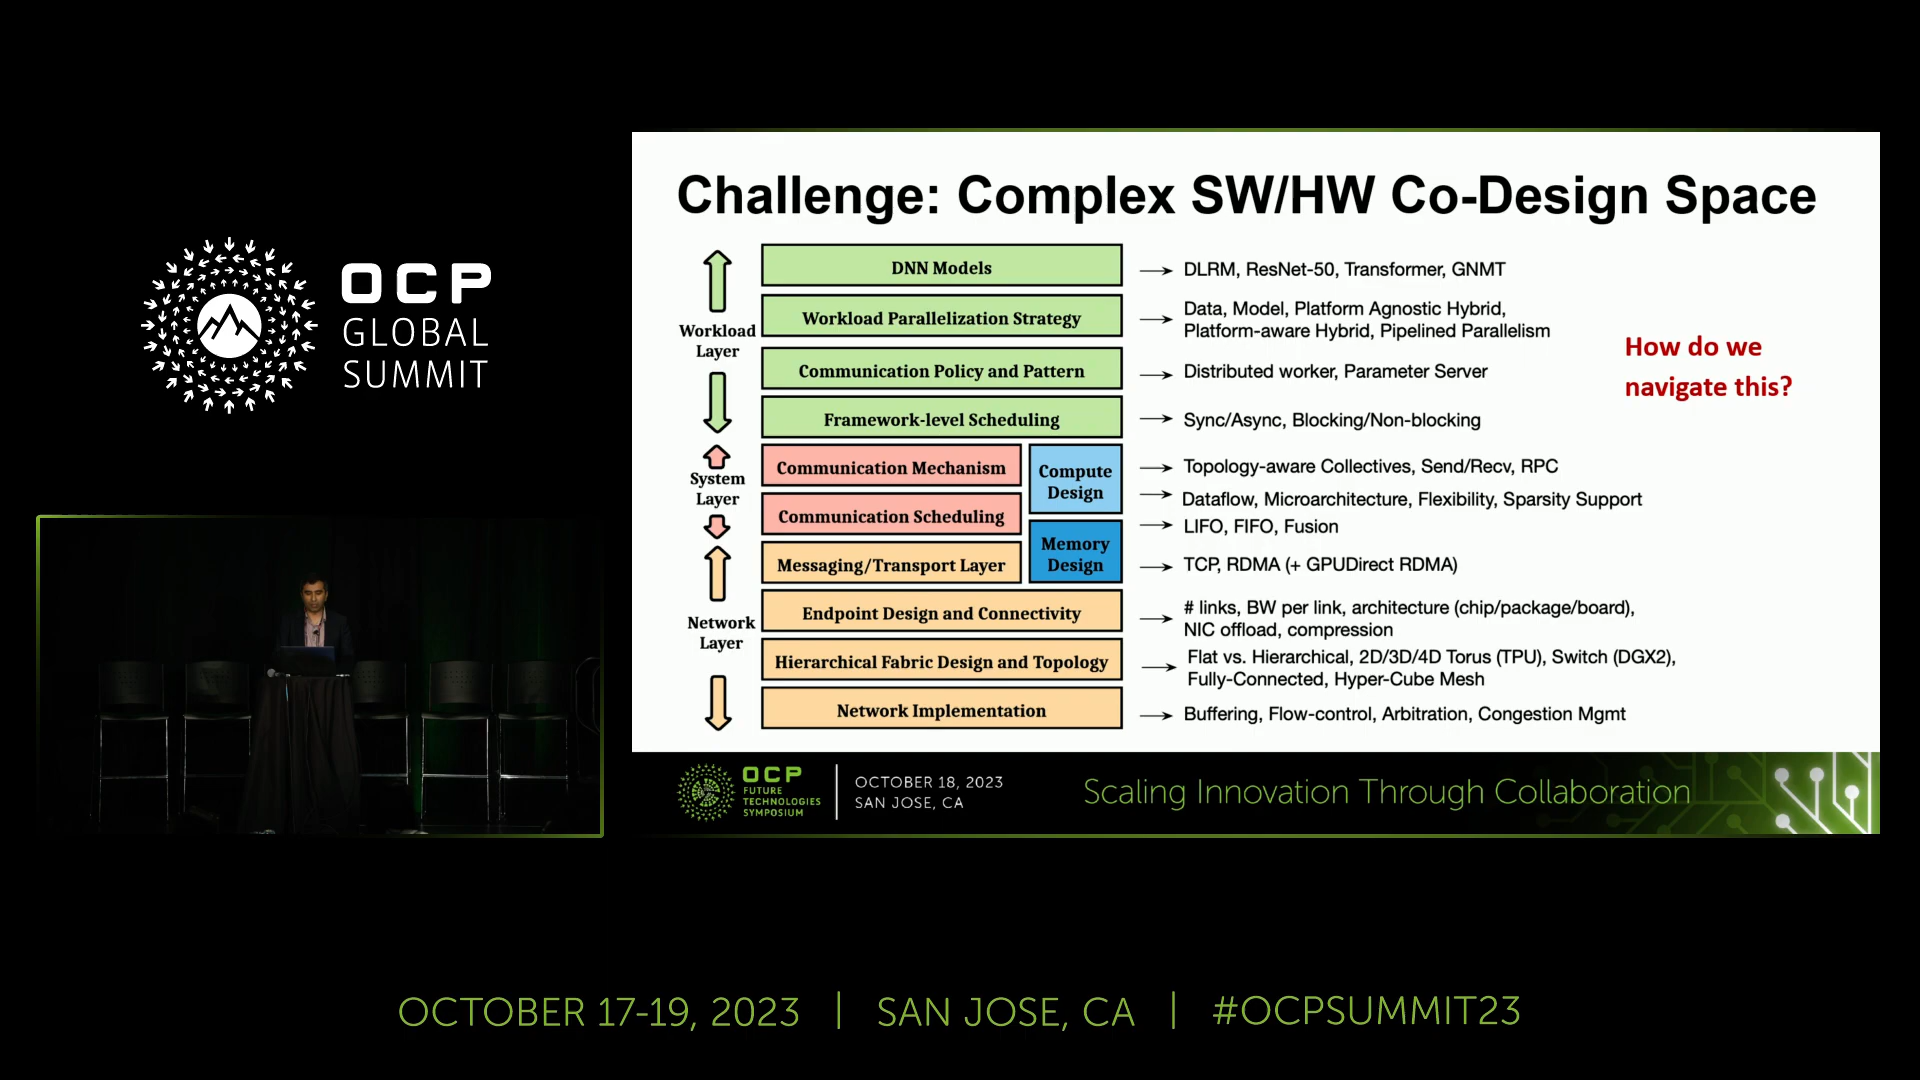 OCP
GLOBAL
SUMMIT
Challenge: Complex SW/HW Co-Design Space
Workload
Layer
System
Layer
Network
Layer
DNN Models
Workload Parallelization Strategy
Communication Policy and Pattern
Framework-level Scheduling
Communication Mechanism
Communication Scheduling
Messaging/Transport Layer
Compute
Design
Memory
Design
Endpoint Design and Connectivity
Hierarchical Fabric Design and Topology
Network Implementation
DLRM, ResNet-50, Transformer, GNMT
Data, Model, Platform Agnostic Hybrid,
Platform-aware Hybrid, Pipelined Parallelism
Distributed worker, Parameter Server
Sync/Async, Blocking/Non-blocking
Topology-aware Collectives, Send/Recv, RPC
Dataflow, Microarchitecture, Flexibility, Sparsity Support
LIFO, FIFO, Fusion
TCP, RDMA (+ GPUDirect RDMA)
# links, BW per link, architecture (chip/package/board),
NIC offload, compression
Flat vs. Hierarchical, 2D/3D/4D Torus (TPU), Switch (DGX2),
Fully-Connected, Hyper-Cube Mesh
Buffering, Flow-control, Arbitration, Congestion Mgmt
How do we
navigate this?
OCP
FUTURE
TECHNOLOGIES
SYMPOSIUM
OCTOBER 18, 2023
SAN JOSE, CA
Scaling Innovation Through Collaboration
OCTOBER 17-19, 2023 | SAN JOSE, CA | #OCPSUMMIT23